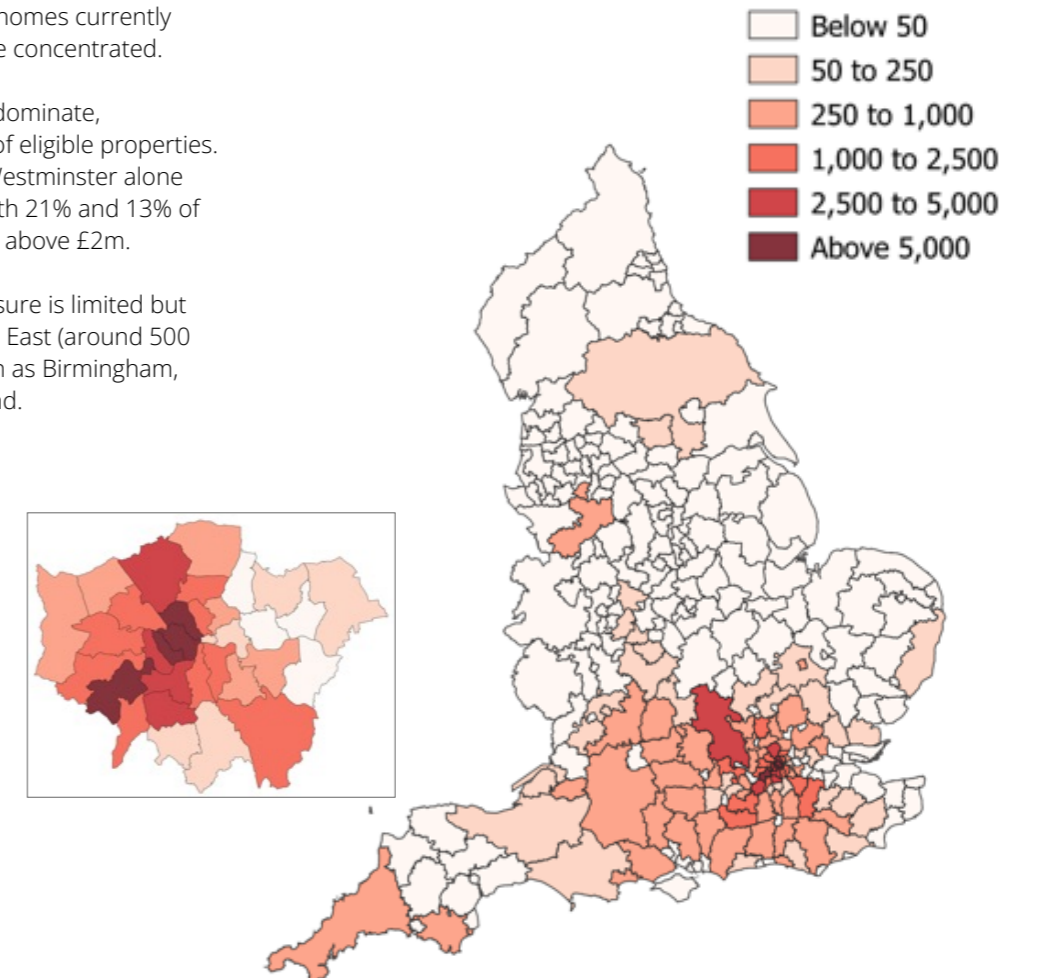 homes currently
e concentrated.
dominate,
of eligible properties.
Westminster alone
th 21% and 13% of
above £2m.
sure is limited but
East (around 500
h as Birmingham,
nd.
Below 50
50 to 250
250 to 1,000
1,000 to 2,500
2,500 to 5,000
Above 5,000